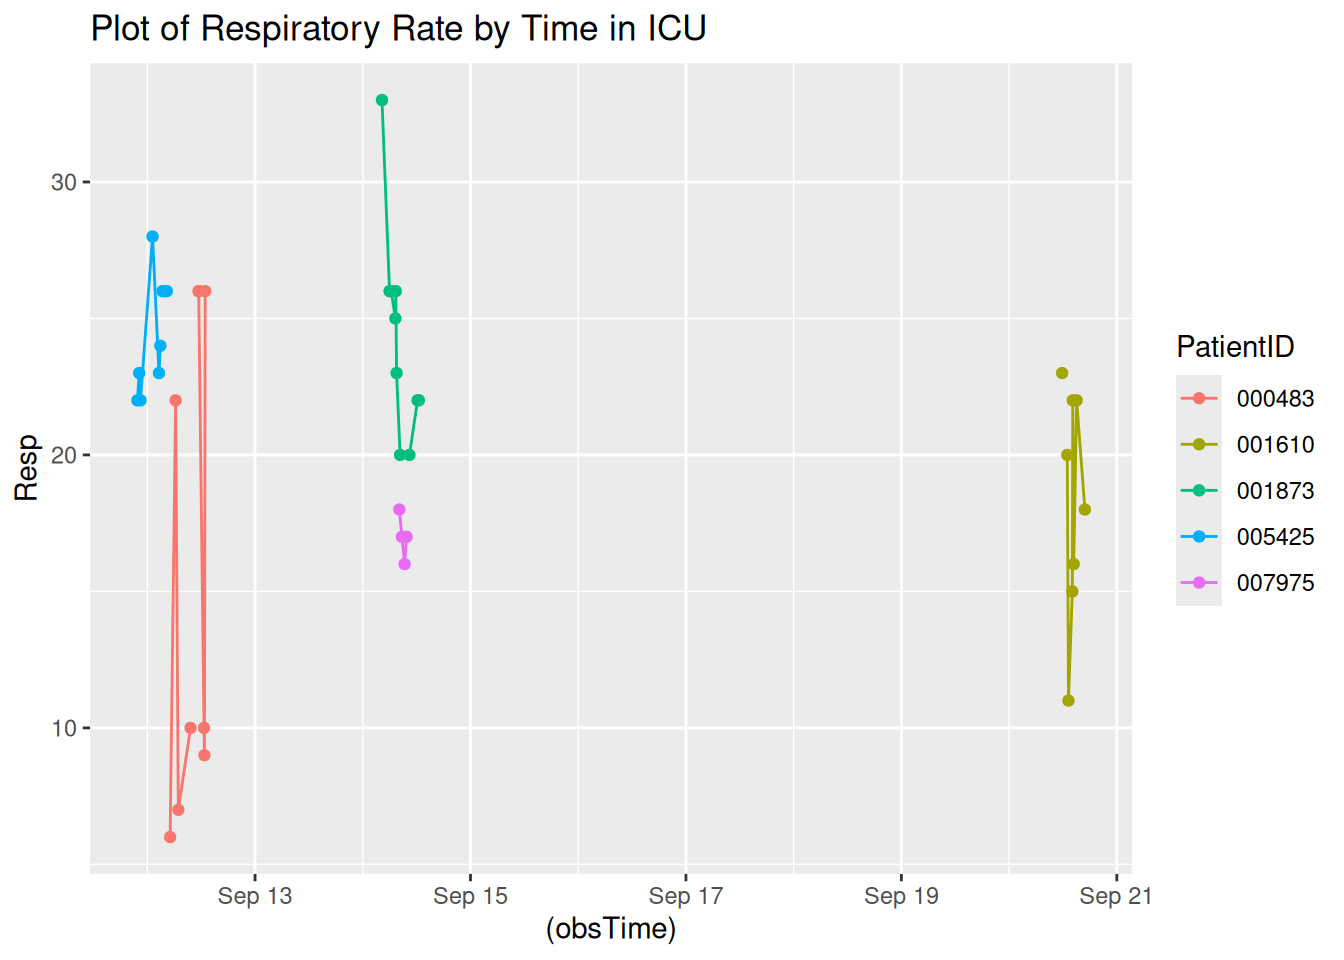 Plot of Respiratory Rate by Time in ICU
Resp
30
20
10
Sep 13 Sep 15 Sep 17 Sep 19 Sep 21
(obsTime)
PatientID
000483
001610
001873
005425
007975